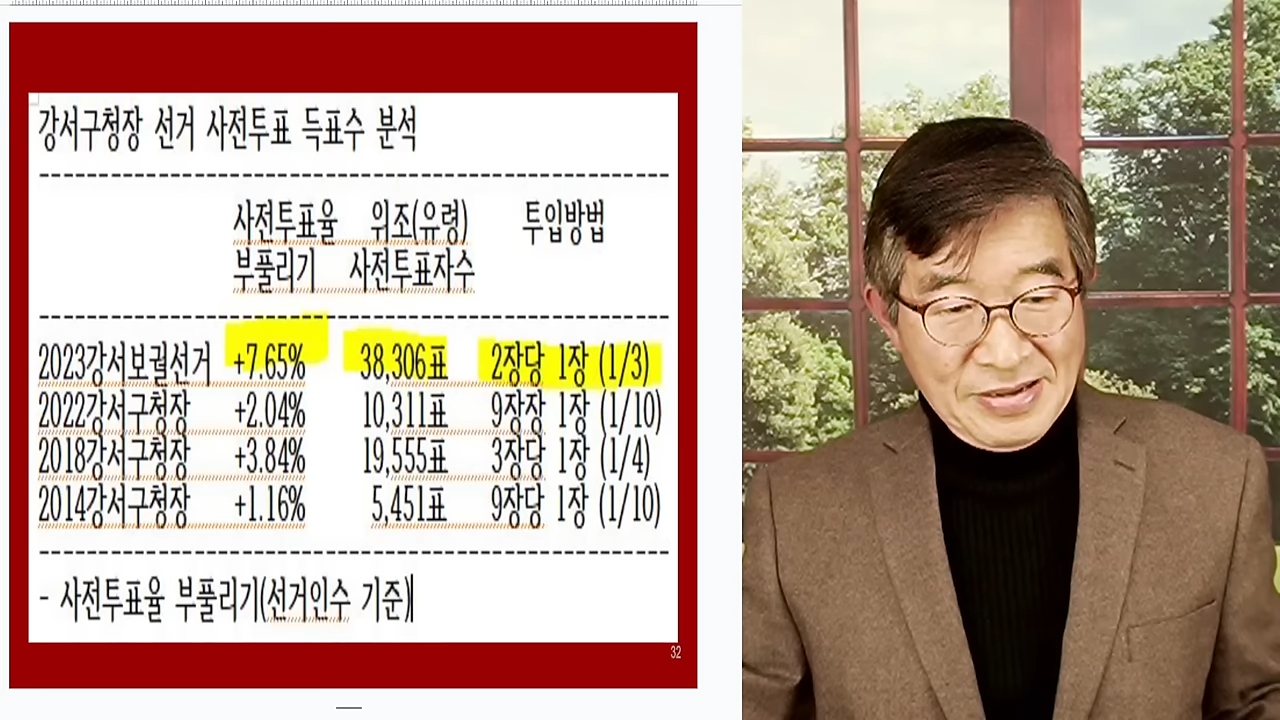 강서구청장 선거 사전투표 득표수 분석
사전투표율 위조(유령) 투입방법
부풀리기 사전투표자수
2023강서보궐선거 +7.65% 38,306표 2장당 1장 (1/3)
2022강서구청장 +2.04% 10,311표 9장장 1장 (1/10)
2018강서구청장 +3.84% 19,555표 3장당 1장 (1/4)
2014강서구청장 +1.16% 5,451표 9장당 1장 (1/10)
- 사전투표율 부풀리기(선거인수 기준)
32